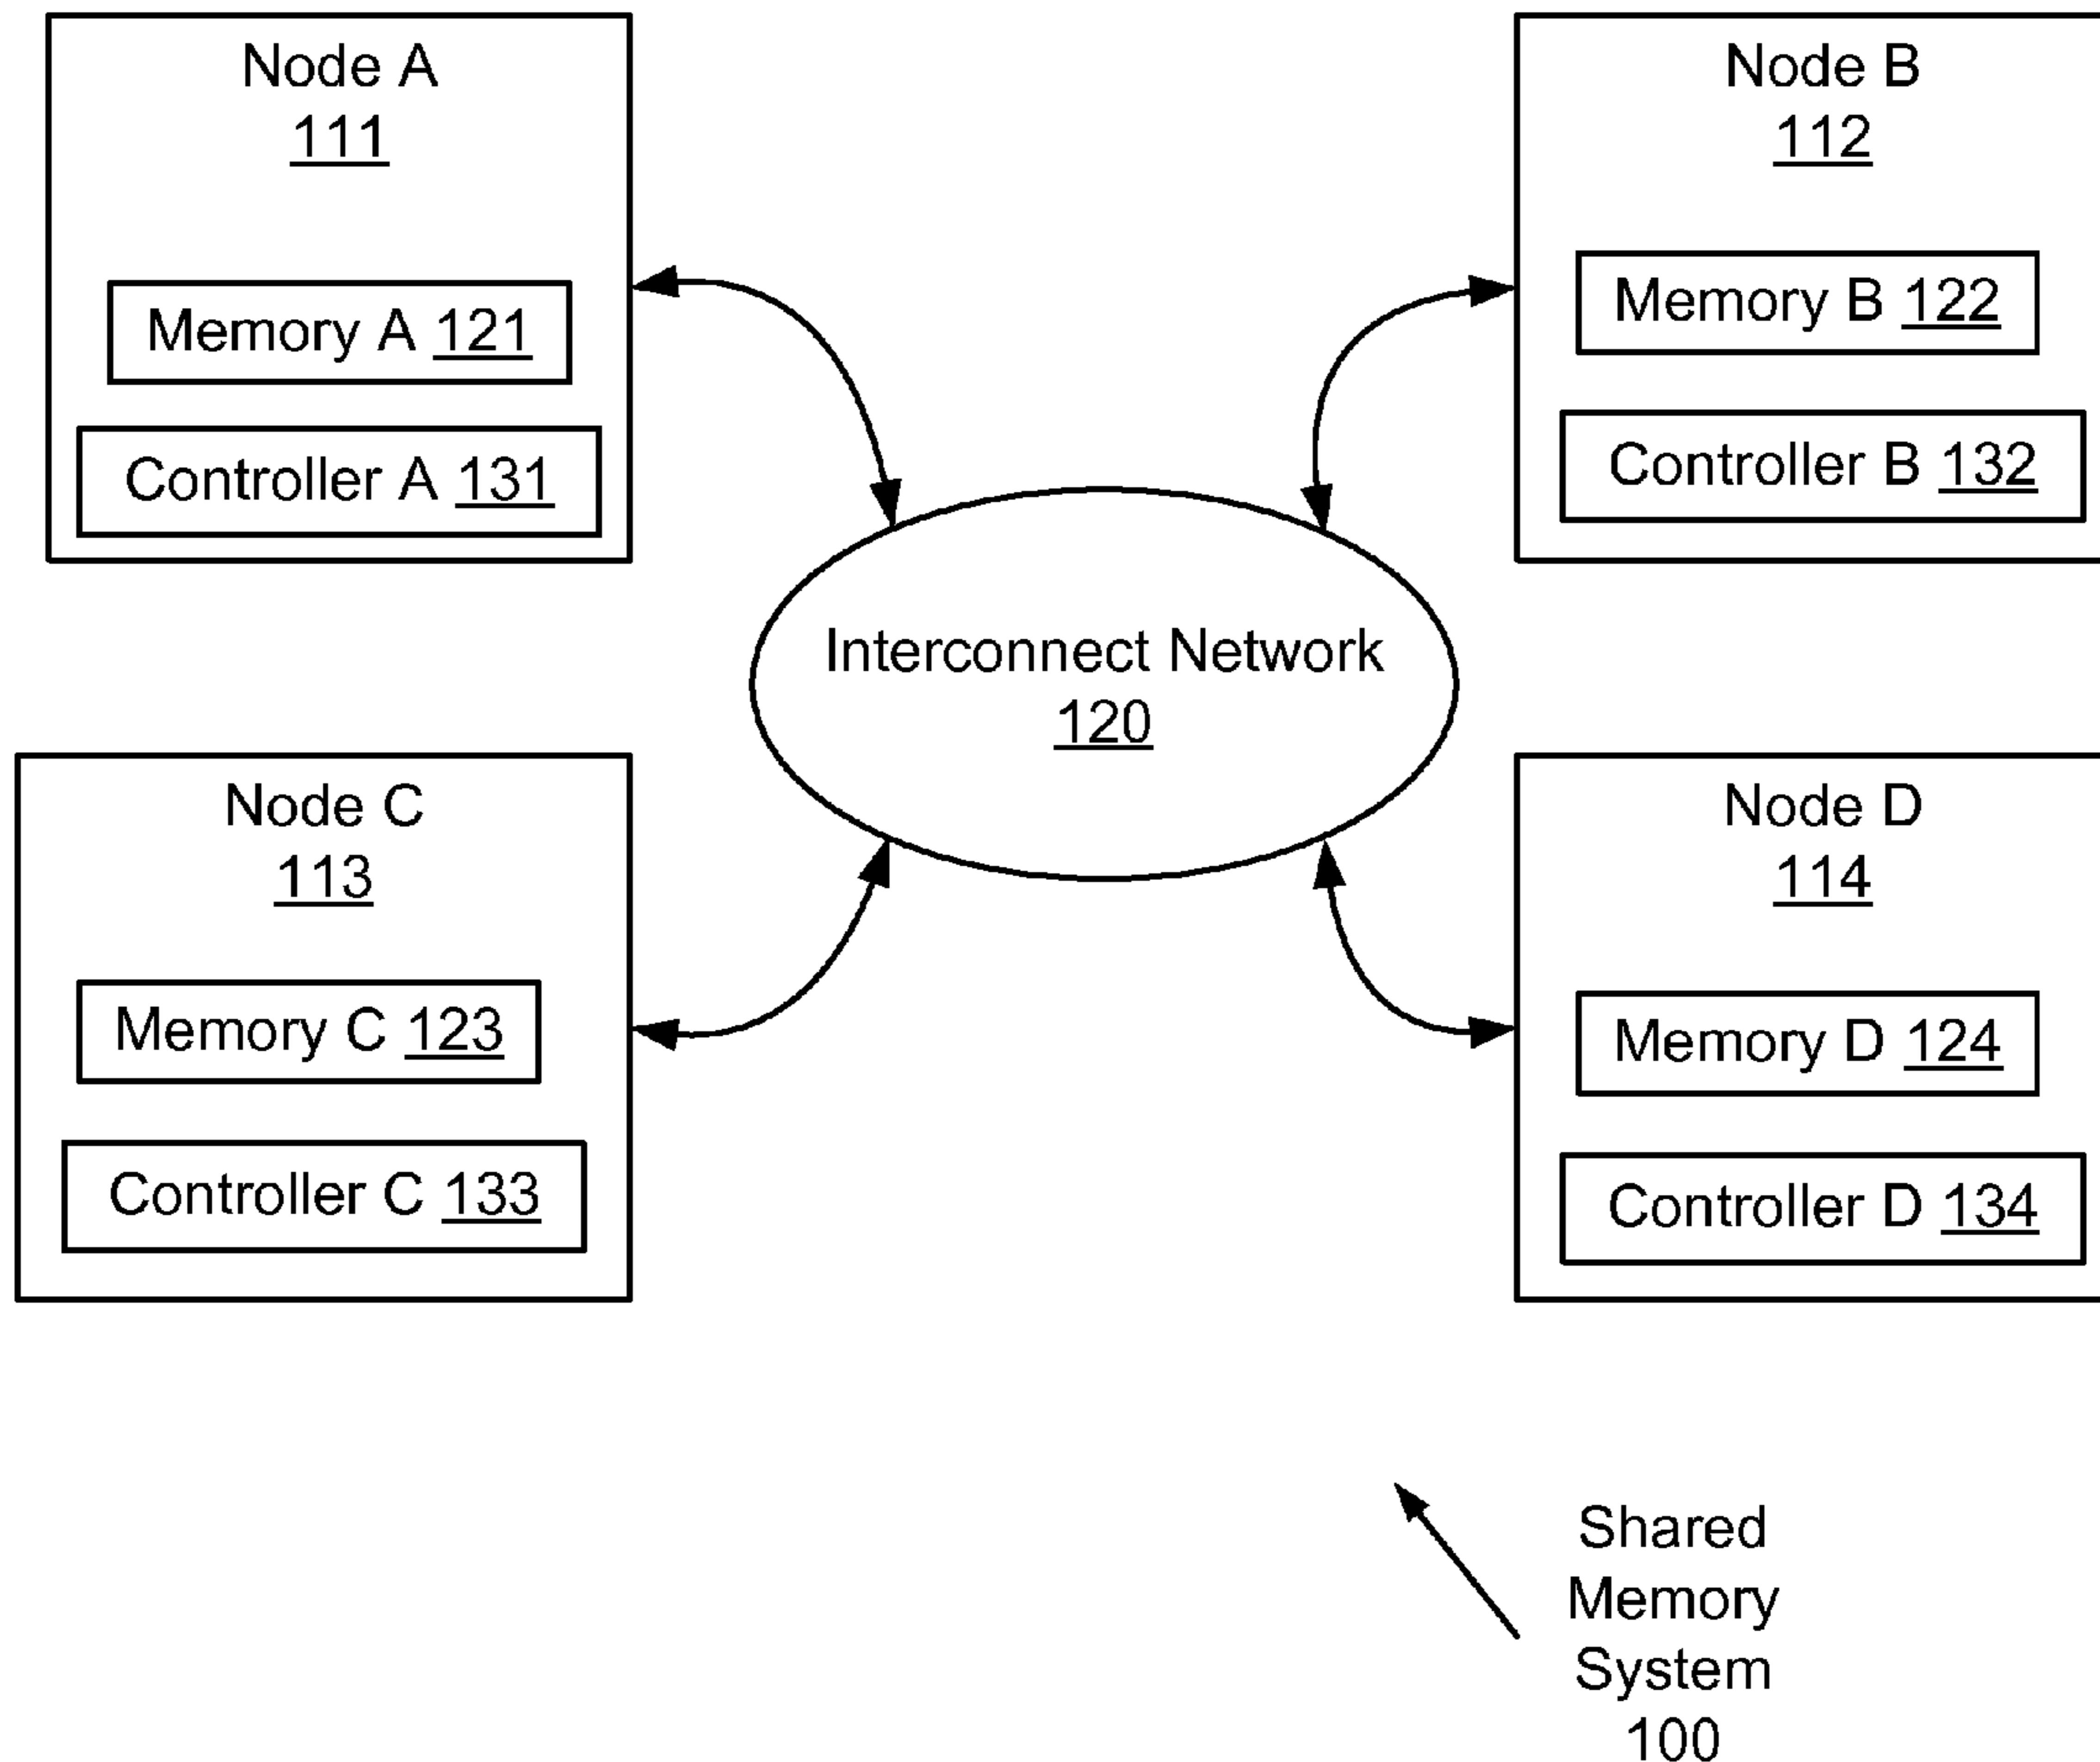 Node A
111
Memory A 121
Controller A 131
Node B
112
Memory B 122
Controller B 132
Interconnect Network
120
Node C
113
Memory C 123
Controller C 133
Node D
114
Memory D 124
Controller D 134
Shared
Memory
System
100